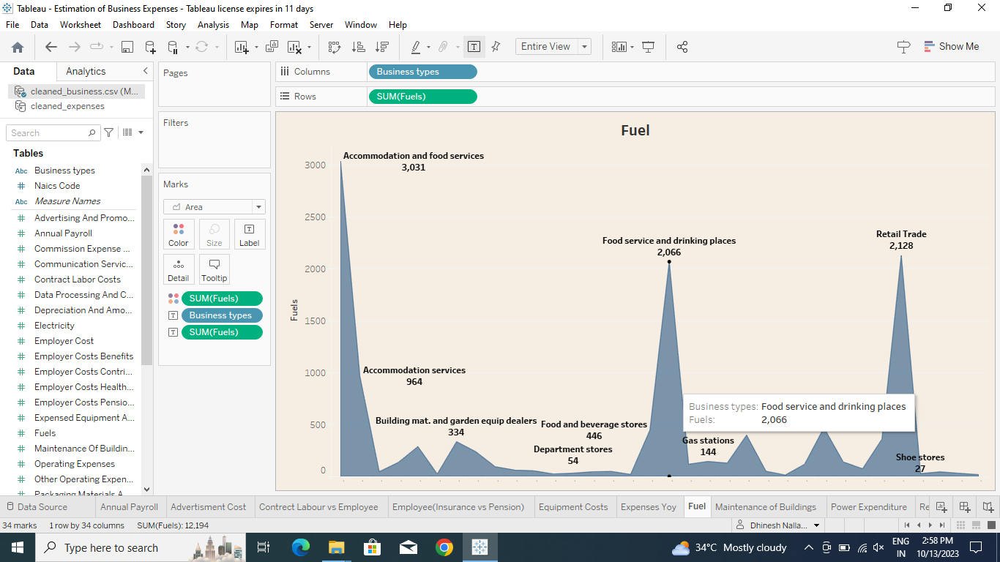 Tableau - Estimation of Business Expenses - Tableau license expires in 11 days
File Data Worksheet Dashboard Story Analysis Map Format Server Window Help
Entire View
Show Me
Data Analytics
cleaned_business.csv (M...
cleaned_expenses
Search
Tables
Abc Business types
# Naics Code
Abc Measure Names
# Advertising And Promo...
# Annual Payroll
# Commission Expense ...
# Communication Servic...
# Contract Labor Costs
# Data Processing And C...
# Depreciation And Amo...
# Electricity
# Employer Cost
# Employer Costs Benefits
# Employer Costs Contri...
# Employer Costs Health...
# Employer Costs Pensio...
# Expensed Equipment A...
# Fuels
# Maintenance Of Buildin...
# Operating Expenses
# Other Operating Expen...
# Packaging Materials A...
Pages
Filters
Marks
Area
Color Size Label
Detail Tooltip
SUM(Fuels)
Business types
SUM(Fuels)
Columns Business types
Rows SUM(Fuels)
Fuel
Fuels
3000
2500
2000
1500
1000
500
0
Accommodation and food services
3,031
Accommodation services
964
Building mat. and garden equip dealers
334
Food and beverage stores
446
Department stores
54
Food service and drinking places
2,066
Gas stations
144
Retail Trade
2,128
Shoe stores
27
Business types: Food service and drinking places
Fuels: 2,066
Data Source Annual Payroll Advertisment Cost Contrect Labour vs Employee Employee(Insurance vs Pension) Equipment Costs Expenses Yoy Fuel Maintenance of Buildings Power Expenditure Re
34 marks 1 row by 34 columns SUM(Fuels): 12,194
Dhinesh Nalla...
Type here to search
34°C Mostly cloudy
ENG
IN
2:58 PM
10/13/2023